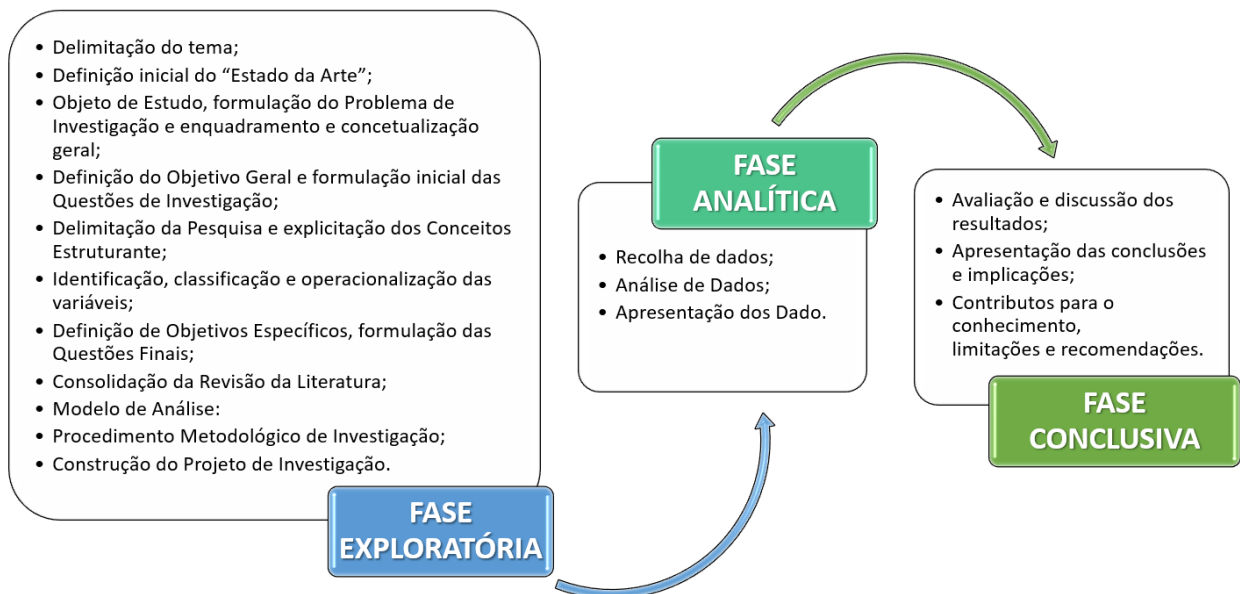 • Delimitação do tema;
• Definição inicial do “Estado da Arte”;
• Objeto de Estudo, formulação do Problema de
Investigação e enquadramento e concetualização
geral;
• Definição do Objetivo Geral e formulação inicial das
Questões de Investigação;
• Delimitação da Pesquisa e explicitação dos Conceitos
Estruturante;
• Identificação, classificação e operacionalização das
variáveis;
• Definição de Objetivos Específicos, formulação das
Questões Finais;
• Consolidação da Revisão da Literatura;
• Modelo de Análise:
• Procedimento Metodológico de Investigação;
• Construção do Projeto de Investigação.
FASE
EXPLORATÓRIA
FASE
ANALÍTICA
• Recolha de dados;
• Análise de Dados;
• Apresentação dos Dado.
• Avaliação e discussão dos
resultados;
• Apresentação das conclusões
e implicações;
• Contributos para o
conhecimento,
limitações e recomendações.
FASE
CONCLUSIVA